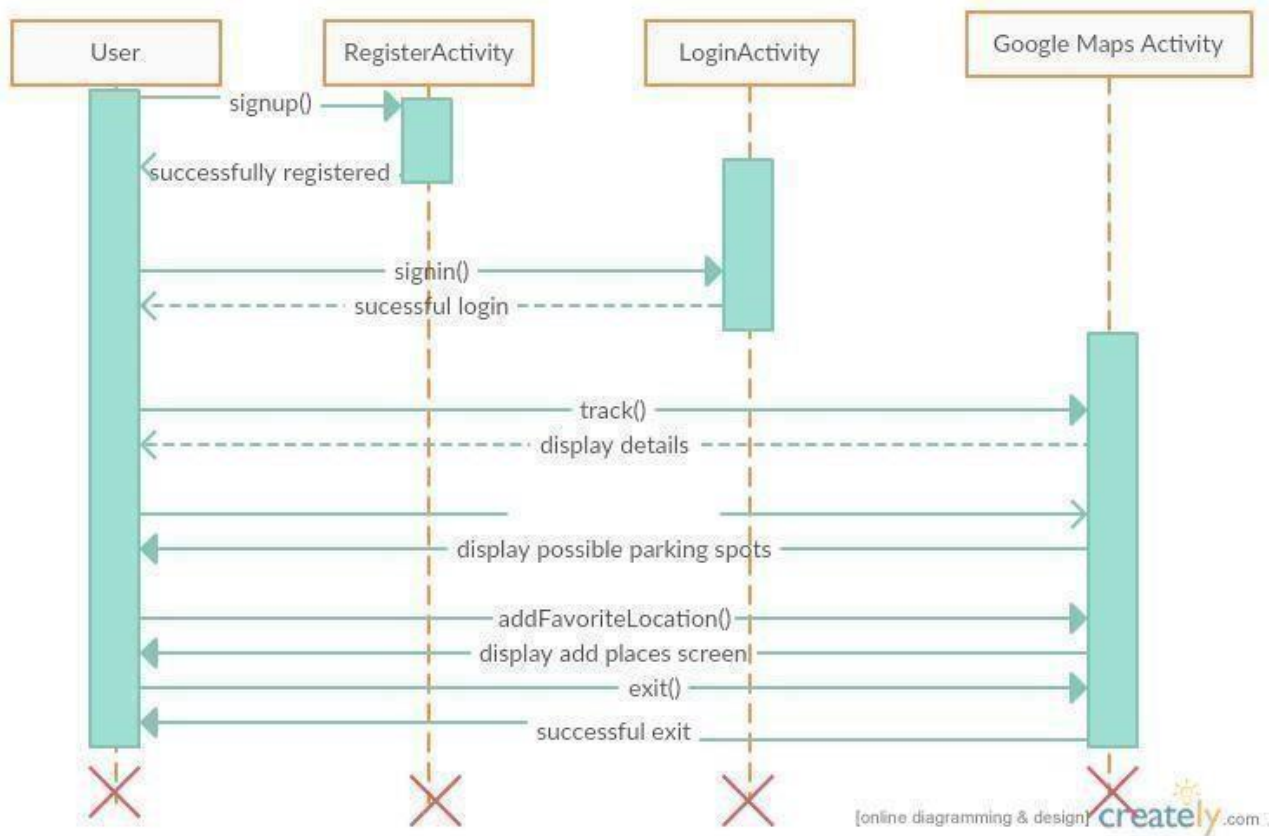 User
RegisterActivity
LoginActivity
Google Maps Activity
signup()
successfully registered
signin()
sucessful login
track()
display details
display possible parking spots
addFavoriteLocation()
display add places screen
exit()
successful exit
[online diagramming & design] creately.com